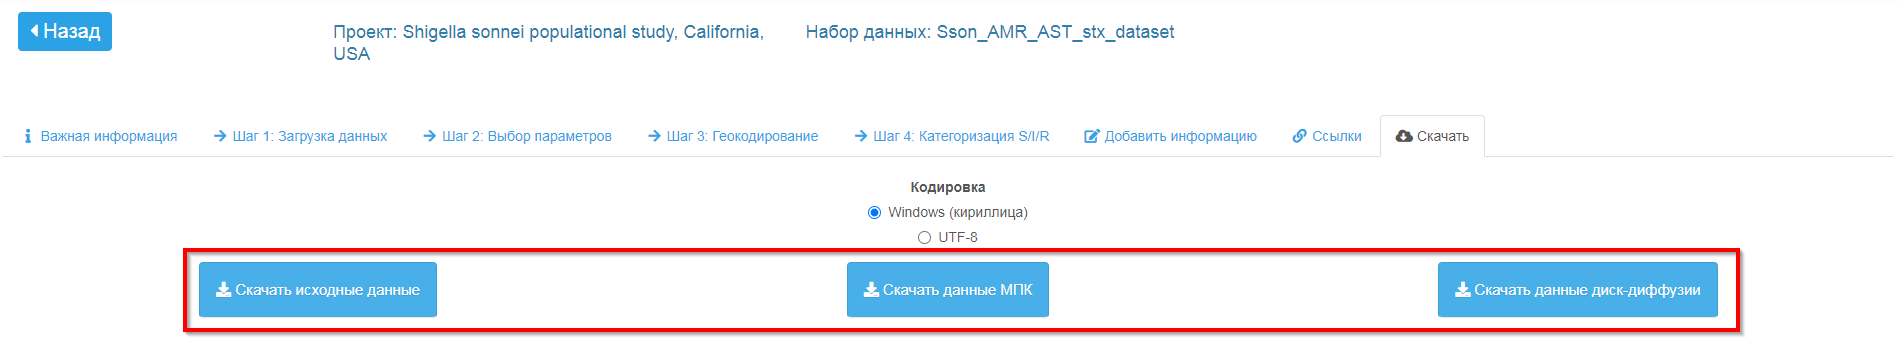 Назад
Проект: Shigella sonnei populational study, California,
USA
Набор данных: Sson_AMR_AST_stx_dataset
Важная информация
Шаг 1: Загрузка данных
Шаг 2: Выбор параметров
Шаг 3: Геокодирование
Шаг 4: Категоризация S/I/R
Добавить информацию
Ссылки
Скачать
Кодировка
Windows (кириллица)
UTF-8
Скачать исходные данные
Скачать данные МПК
Скачать данные диск-диффузии